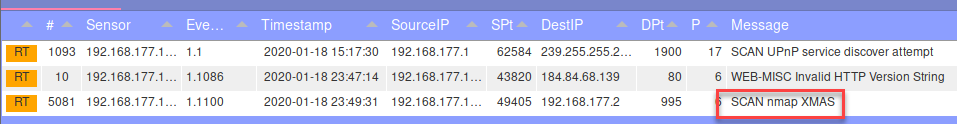 # Sensor Eve... Timestamp SourceIP SPt DestIP DPt P Message
RT 1093 192.168.177.1... 1.1 2020-01-18 15:17:30 192.168.177.1 62584 239.255.255.2... 1900 17 SCAN UPnP service discover attempt
RT 10 192.168.177.1... 1.1086 2020-01-18 23:47:14 192.168.177.1... 43820 184.84.68.139 80 6 WEB-MISC Invalid HTTP Version String
RT 5081 192.168.177.1... 1.1100 2020-01-18 23:49:31 192.168.177.1... 49405 192.168.177.2 995 6 SCAN nmap XMAS